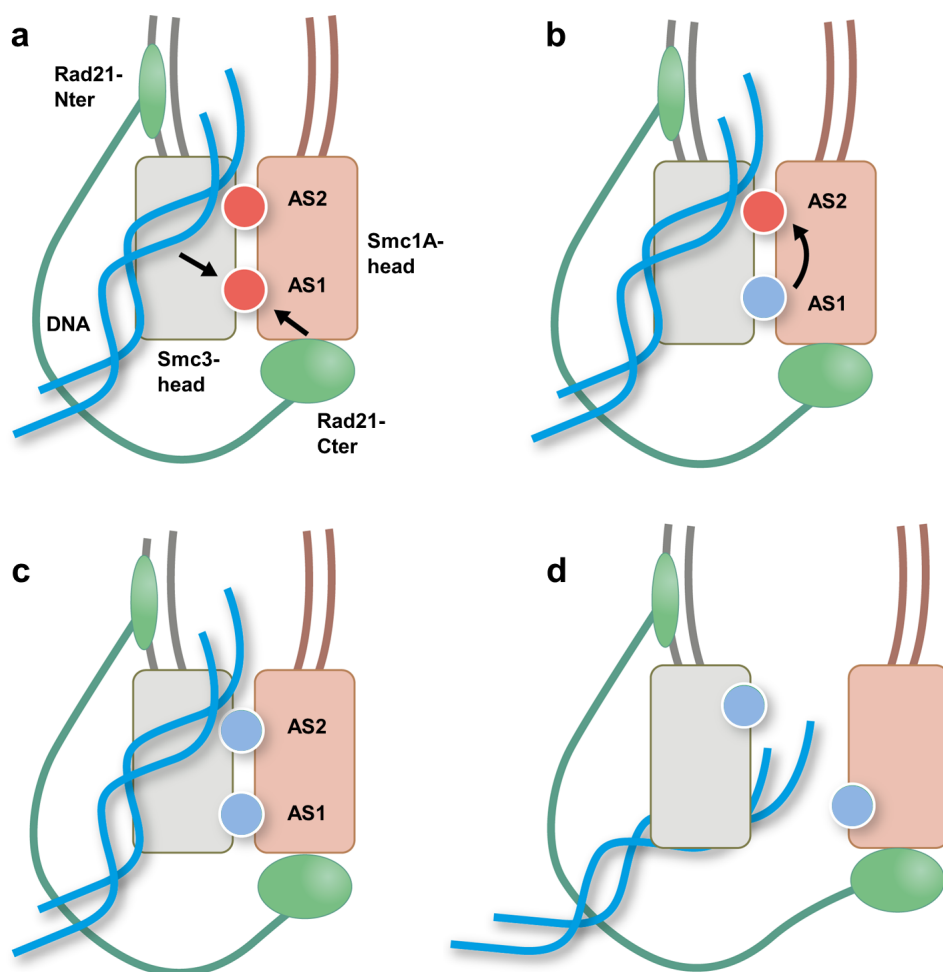 a
Rad21-
Nter
AS2
Smc1A-
head
AS1
DNA
Smc3-
head
Rad21-
Cter
b
AS2
AS1
c
AS2
AS1
d